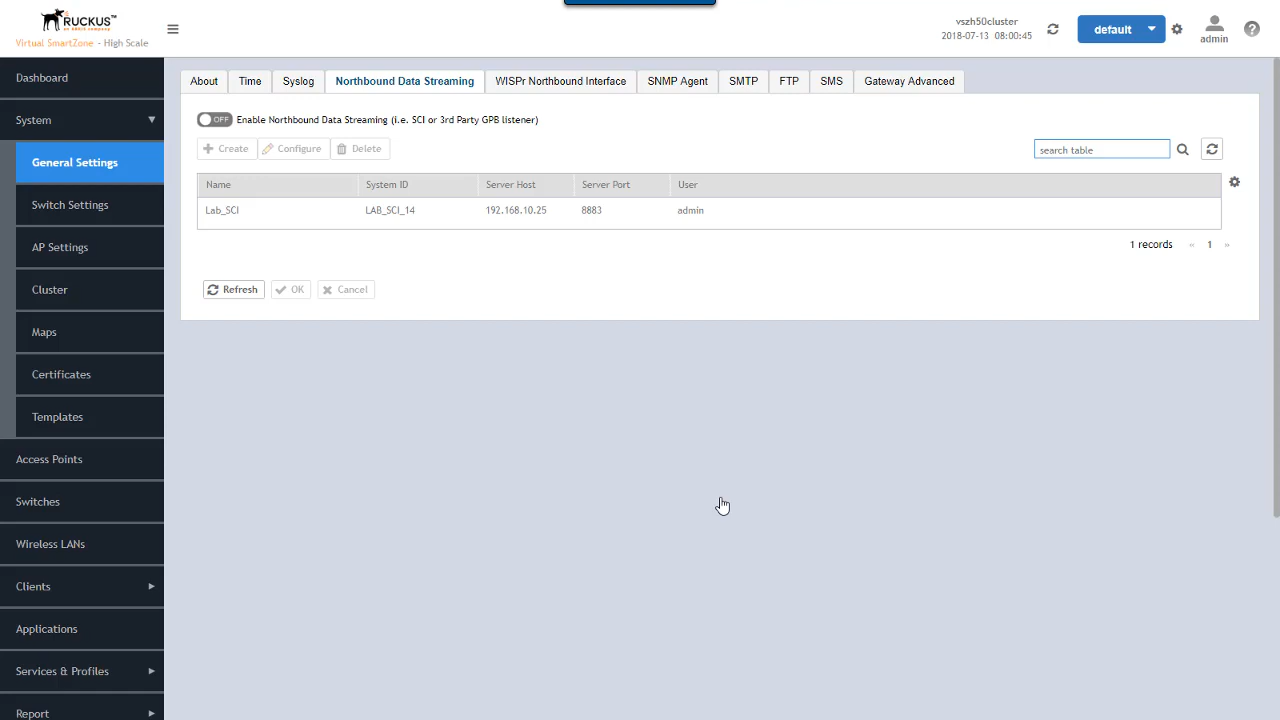 RUCKUS™
Virtual SmartZone - High Scale
vszh50cluster
2018-07-13 08:00:45
default
admin
Dashboard
System
General Settings
Switch Settings
AP Settings
Cluster
Maps
Certificates
Templates
Access Points
Switches
Wireless LANs
Clients
Applications
Services & Profiles
Report
About
Time
Syslog
Northbound Data Streaming
WISPr Northbound Interface
SNMP Agent
SMTP
FTP
SMS
Gateway Advanced
OFF Enable Northbound Data Streaming (i.e. SCI or 3rd Party GPB listener)
Create Configure Delete
search table
Name System ID Server Host Server Port User
Lab_SCI LAB_SCI_14 192.168.10.25 8883 admin
1 records « 1 »
Refresh OK Cancel